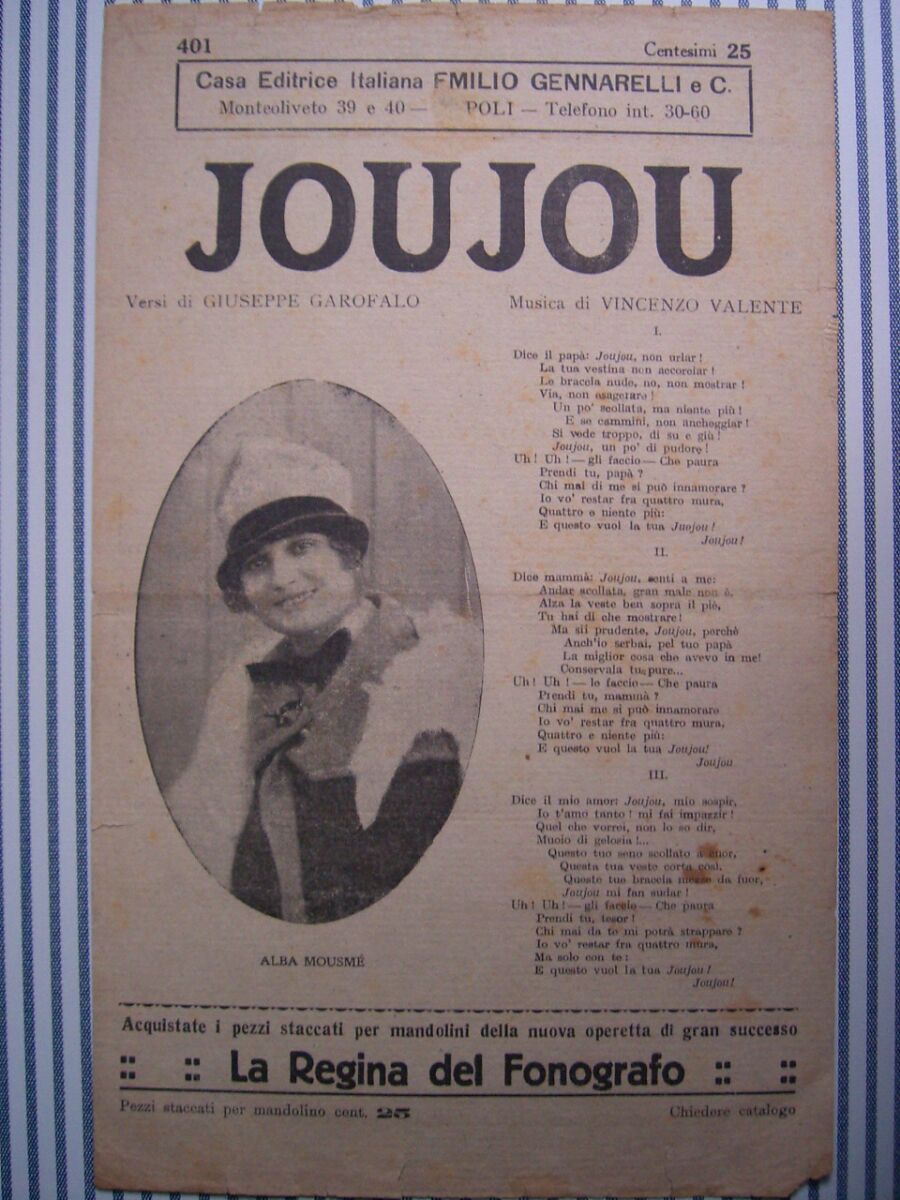 401
Centesimi 25
Casa Editrice Italiana EMILIO GENNARELLI e C.
Monteoliveto 39 e 40 — POLI — Telefono int. 30-60
JOUJOU
Versi di GIUSEPPE GAROFALO
Musica di VINCENZO VALENTE
I.
Dice il papà: Joujou, non urlar!
La tua vestina non accorciar!
Le braccia nude, no, non mostrar!
Via, non esagerare!
Un po' scollata, ma niente più!
E se cammini, non ancheggiar!
Si vede troppo, di su e giù!
Joujou, un po' di pudore!
Uh! Uh!—gli faccio—Che paura
Prendi tu, papà?
Chi mai di me si può innamorare?
Io vo' restar fra quattro mura,
Quattro e niente più:
E questo vuol la tua Juojou!
Joujou!
II.
Dice mammà: Joujou, senti a me:
Andar scollata, gran male non è,
Alza la veste ben sopra il piè,
Tu hai di che mostrare!
Ma sii prudente, Joujou, perchè
Anch'io serbai, pel tuo papà
La miglior cosa che avevo in me!
Conservala tu pure...
Uh! Uh!—le faccio—Che paura
Prendi tu, mammà?
Chi mai me si può innamorare
Io vo' restar fra quattro mura,
Quattro e niente più:
E questo vuol la tua Joujou!
Joujou
III.
Dice il mio amor: Joujou, mio sospir,
Io t'amo tanto! mi fai impazzir!
Quel che vorrei, non lo so dir,
Muoio di gelosia!...
Questo tuo seno scollato a cuor,
Questa tua veste corta così,
Queste tue braccia mezze da fuor,
Joujou mi fan sudar!
Uh! Uh!—gli faccio—Che paura
Prendi tu, tesor!
Chi mai da te mi potrà strappare?
Io vo' restar fra quattro mura,
Ma solo con te:
E questo vuol la tua Joujou!
Joujou!
ALBA MOUSMÉ
Acquistate i pezzi staccati per mandolini della nuova operetta di gran successo
:: :: La Regina del Fonografo :: ::
Pezzi staccati per mandolino cent. 25
Chiedere catalogo